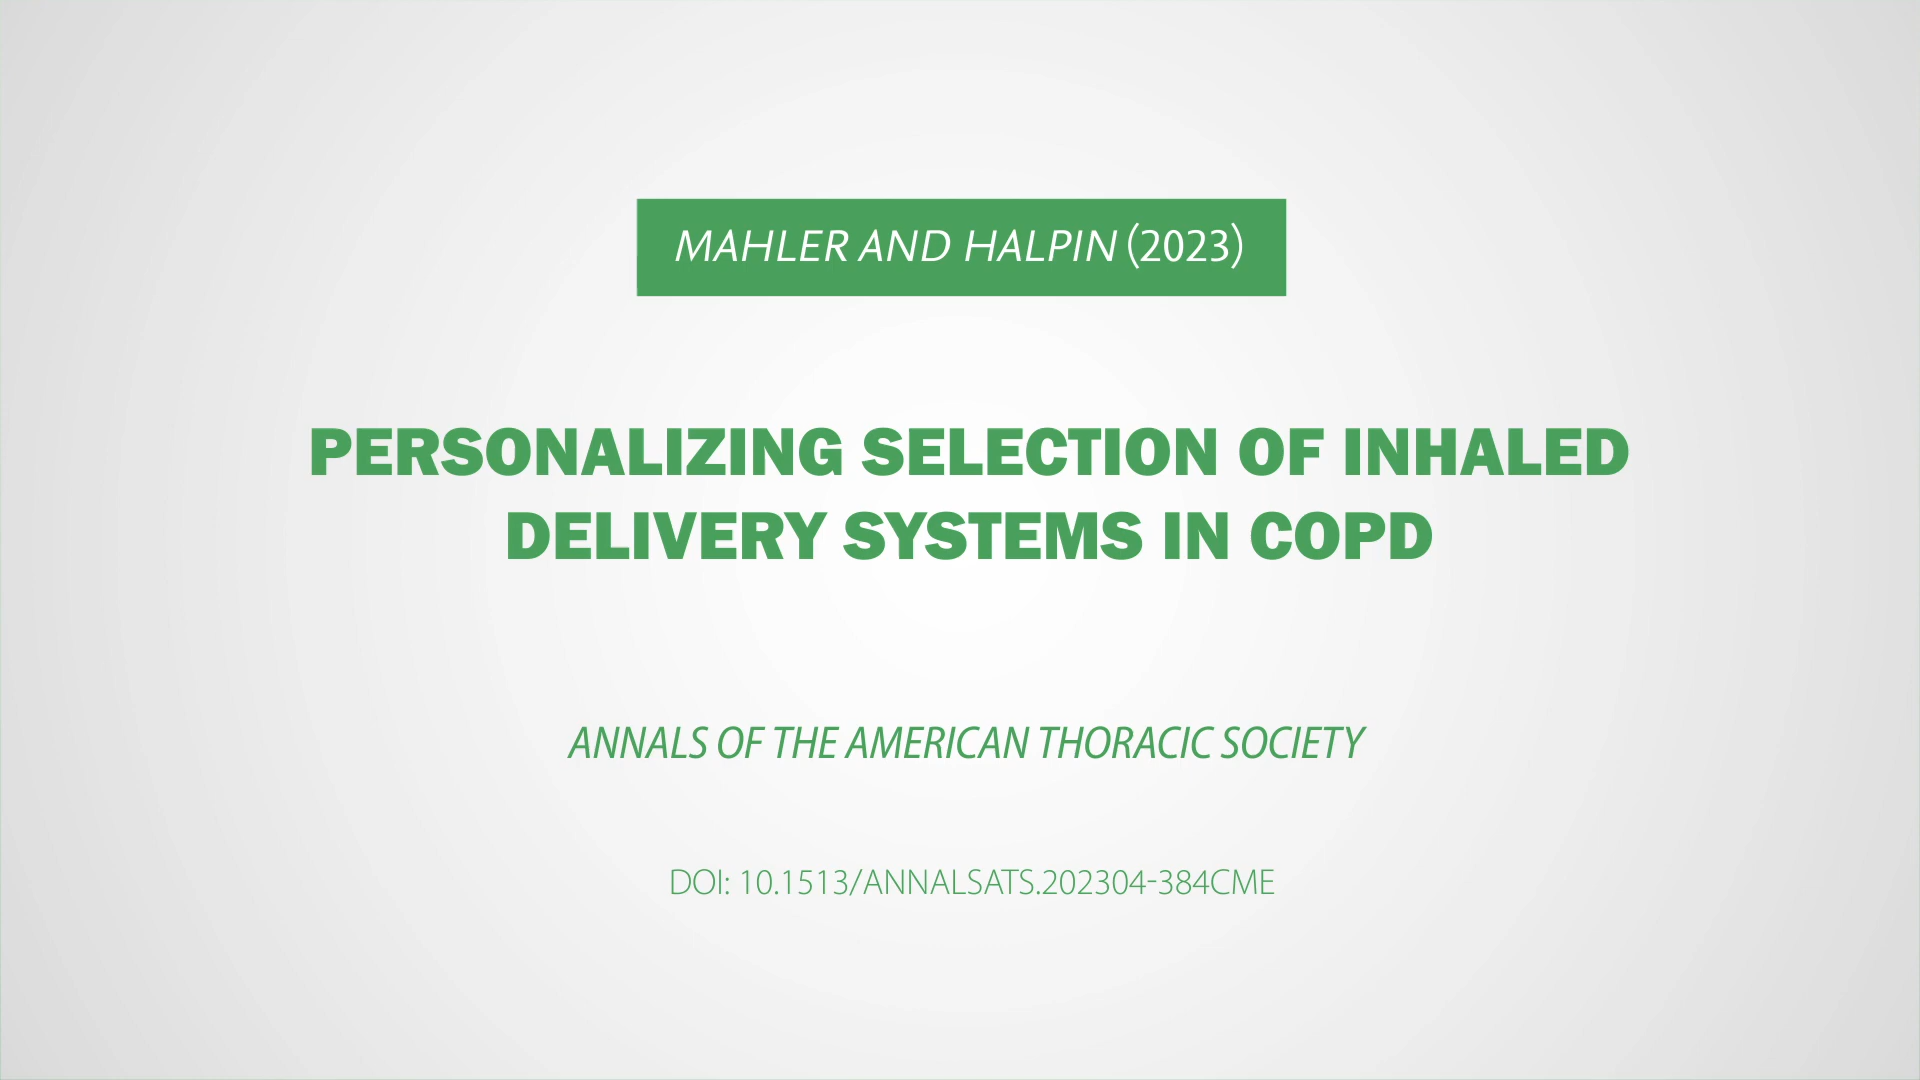 MAHLER AND HALPIN (2023)
PERSONALIZING SELECTION OF INHALED
DELIVERY SYSTEMS IN COPD
ANNALS OF THE AMERICAN THORACIC SOCIETY
DOI: 10.1513/ANNALSATS.202304-384CME